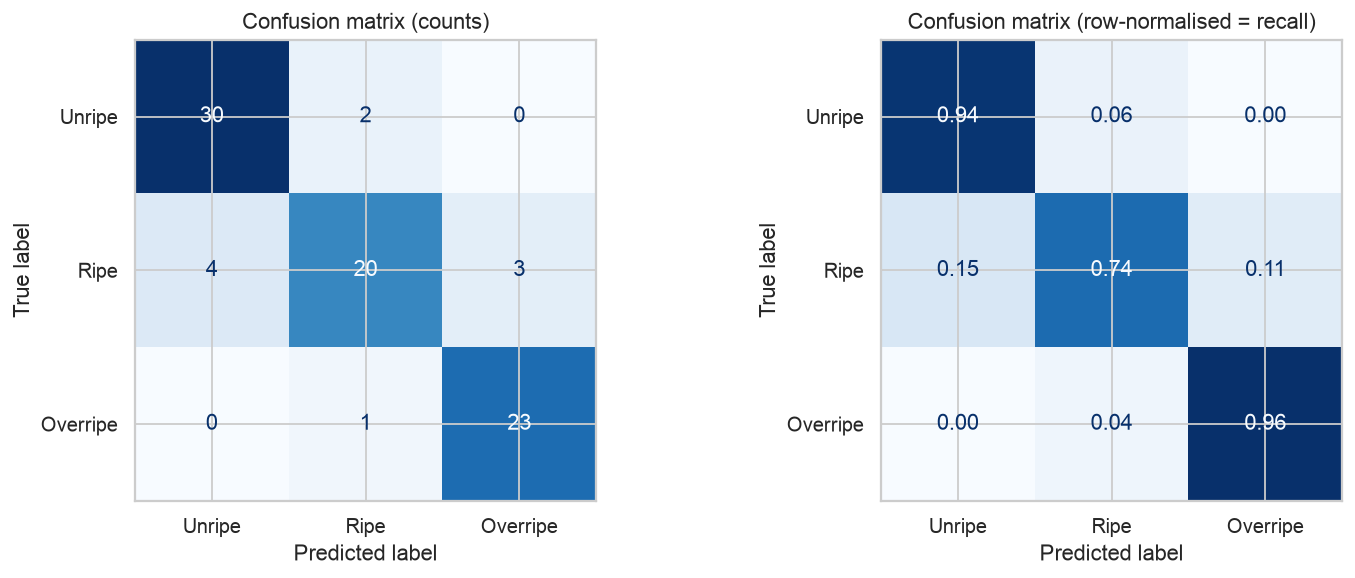 Confusion matrix (counts)
True label
Unripe
30 2 0
Ripe
4 20 3
Overripe
0 1 23
Unripe Ripe Overripe
Predicted label
Confusion matrix (row-normalised = recall)
True label
Unripe
0.94 0.06 0.00
Ripe
0.15 0.74 0.11
Overripe
0.00 0.04 0.96
Unripe Ripe Overripe
Predicted label